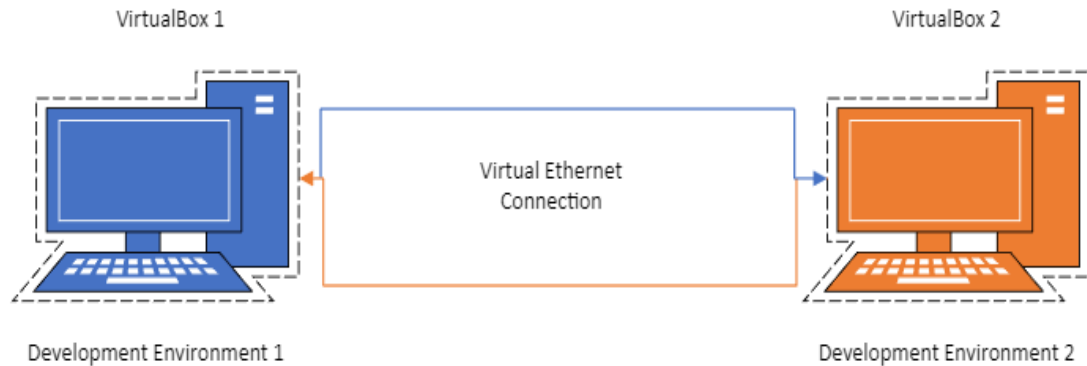 VirtualBox 1
VirtualBox 2
Virtual Ethernet
Connection
Development Environment 1
Development Environment 2